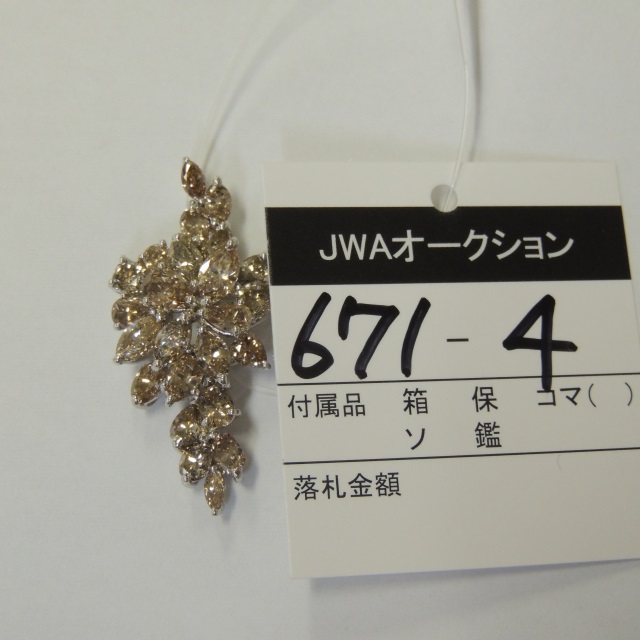 JWAオークション
671-4
付属品 箱 保 コマ( )
ソ 鑑
落札金額